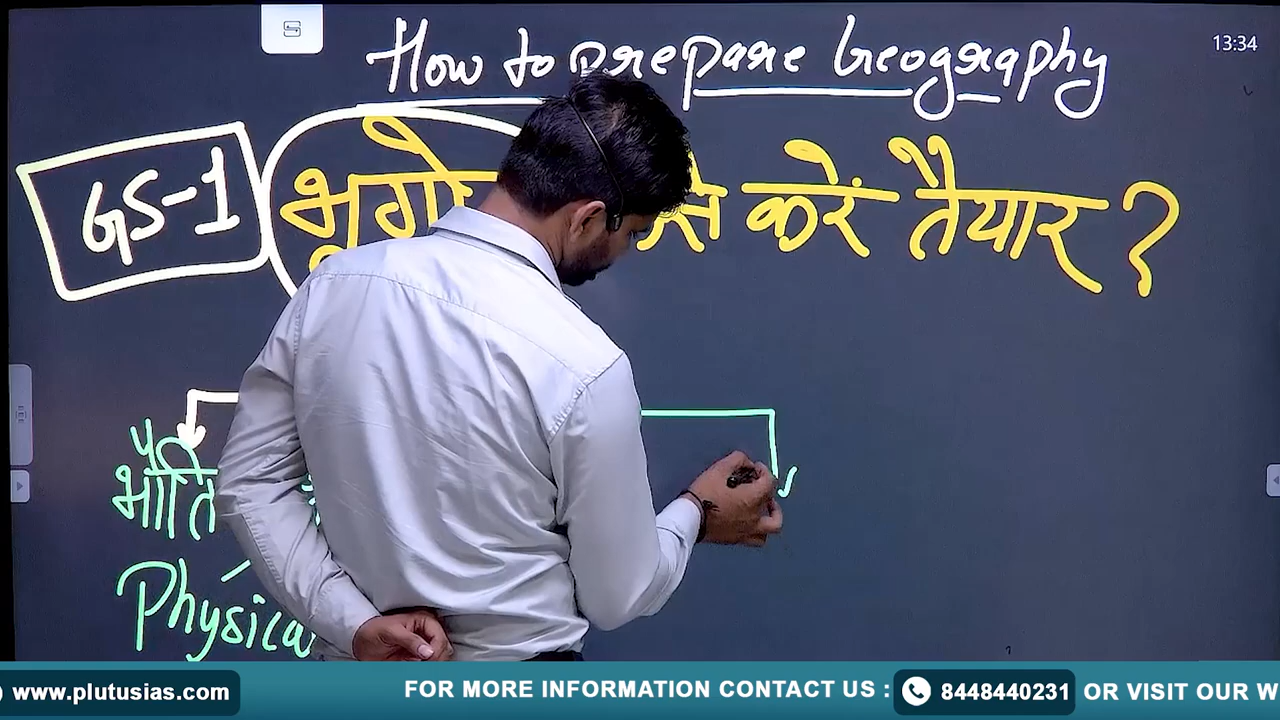 How to prepare Geography
13:34
GS-1
करें तैयार ?
Physical
www.plutusias.com FOR MORE INFORMATION CONTACT US : 8448440231 OR VISIT OUR W